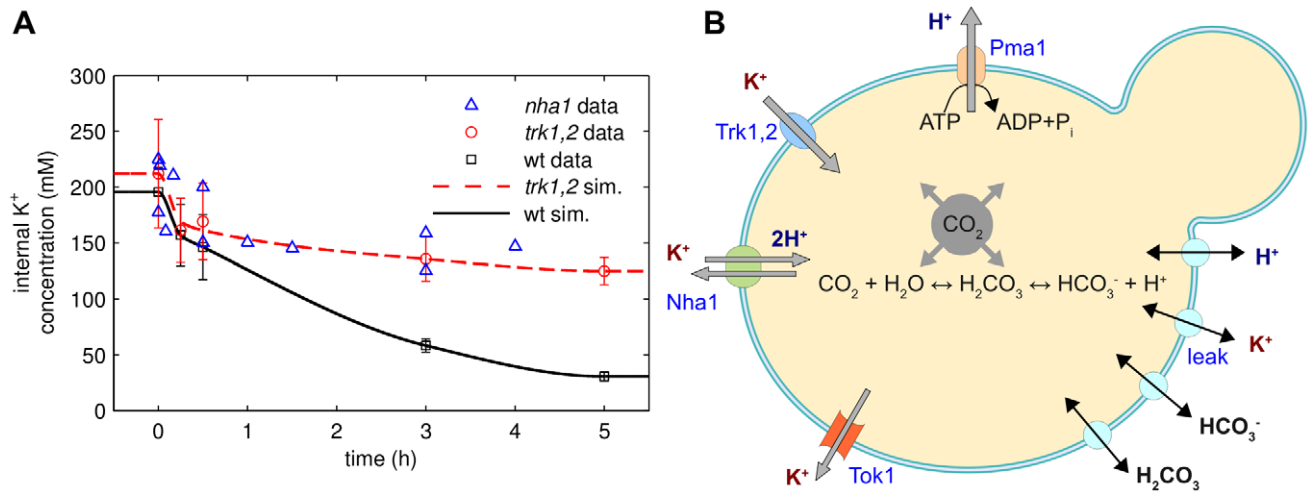 A
internal K⁺
concentration (mM)
300
250
200
150
100
50
0
0
1
2
3
4
5
time (h)
nha1 data
trk1,2 data
wt data
trk1,2 sim.
wt sim.
B
H⁺
Pma1
K⁺
Trk1,2
ATP
ADP+Pᵢ
CO₂
K⁺
2H⁺
Nha1
CO₂ + H₂O ↔ H₂CO₃ ↔ HCO₃⁻ + H⁺
H⁺
K⁺
leak
HCO₃⁻
H₂CO₃
K⁺
Tok1